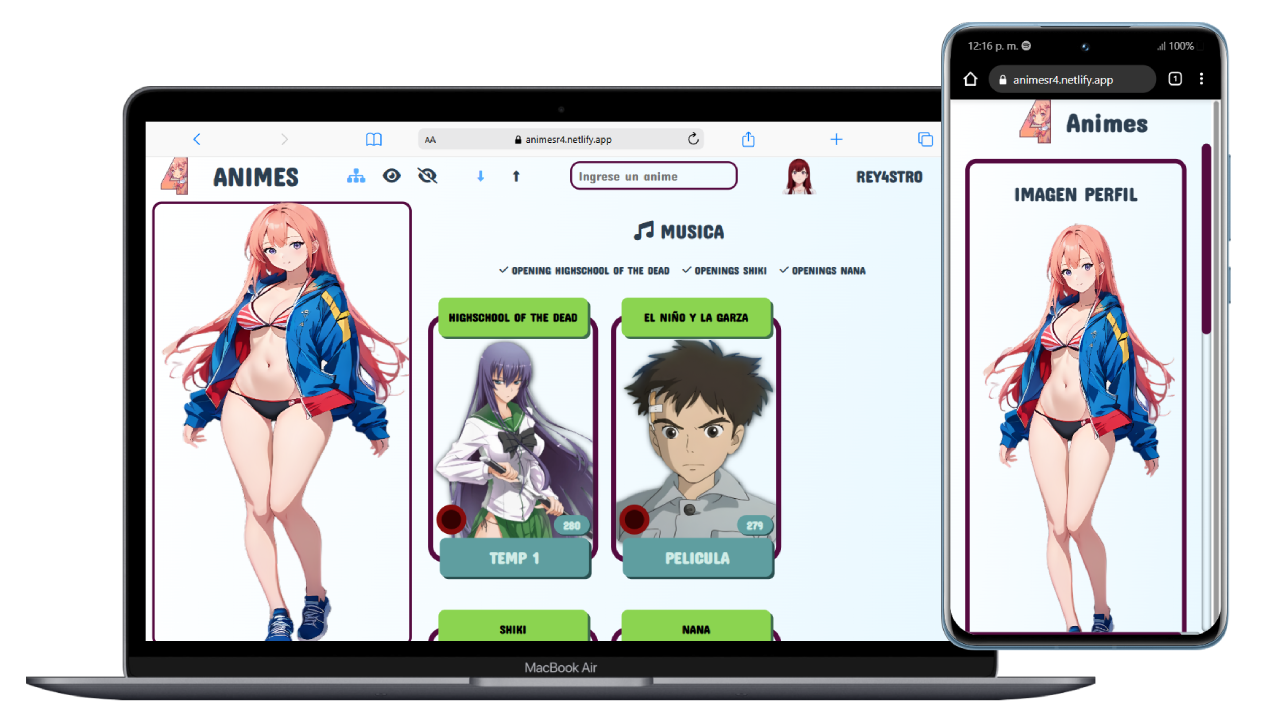 AA animesr4.netlify.app
4 ANIMES Ingrese un anime REY4STRO
MUSICA
OPENING HIGHSCHOOL OF THE DEAD OPENINGS SHIKI OPENINGS NANA
HIGHSCHOOL OF THE DEAD EL NIÑO Y LA GARZA
280 279
TEMP 1 PELICULA
SHIKI NANA
MacBook Air
12:16 p. m. 100%
animesr4.netlify.app 1
4 Animes
IMAGEN PERFIL